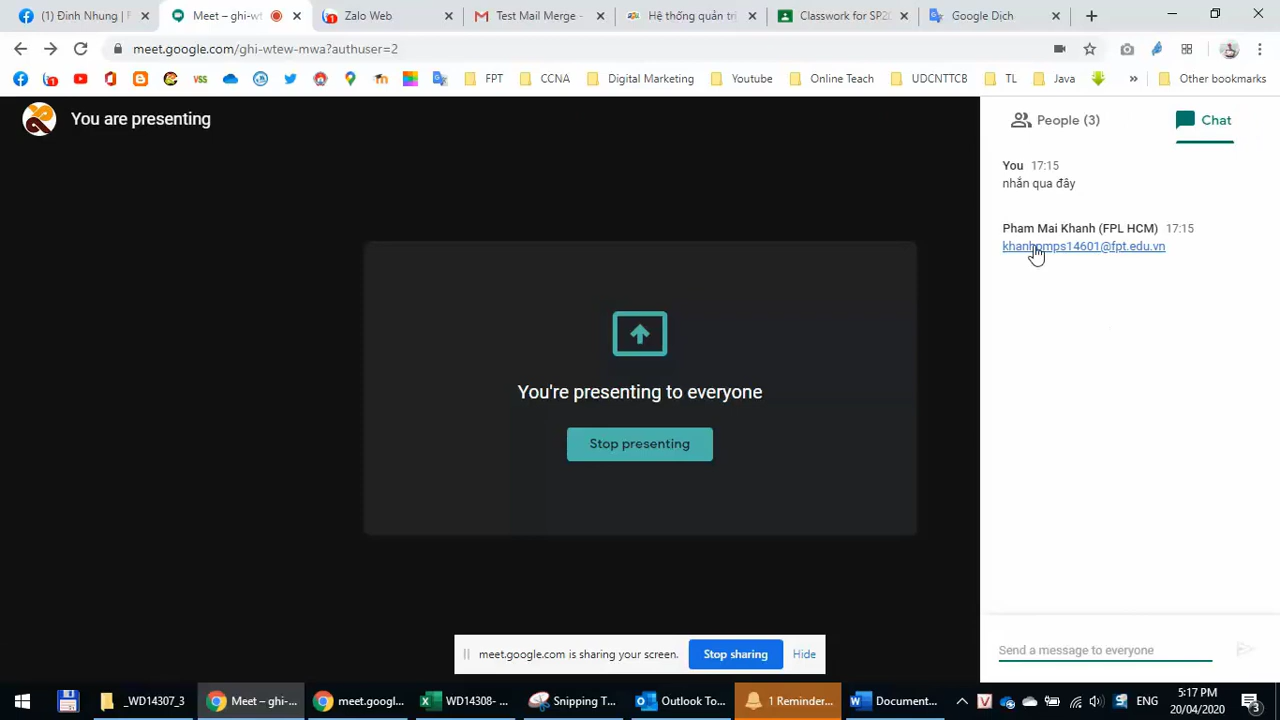 (1) Đinh Khung | F
Meet – ghi-wt
Zalo Web
Test Mail Merge -
Hệ thống quản trị
Classwork for SP20
Google Dịch
meet.google.com/ghi-wtew-mwa?authuser=2
FPT
CCNA
Digital Marketing
Youtube
Online Teach
UDCNTTCB
TL
Java
Other bookmarks
You are presenting
People (3)
Chat
You 17:15
nhắn qua đây
Pham Mai Khanh (FPL HCM) 17:15
khanhpmps14601@fpt.edu.vn
You're presenting to everyone
Stop presenting
meet.google.com is sharing your screen.
Stop sharing
Hide
Send a message to everyone
_WD14307_3
Meet – ghi-...
meet.googl...
WD14308- ...
Snipping T...
Outlook To...
1 Reminder...
Document...
ENG
5:17 PM
20/04/2020
3